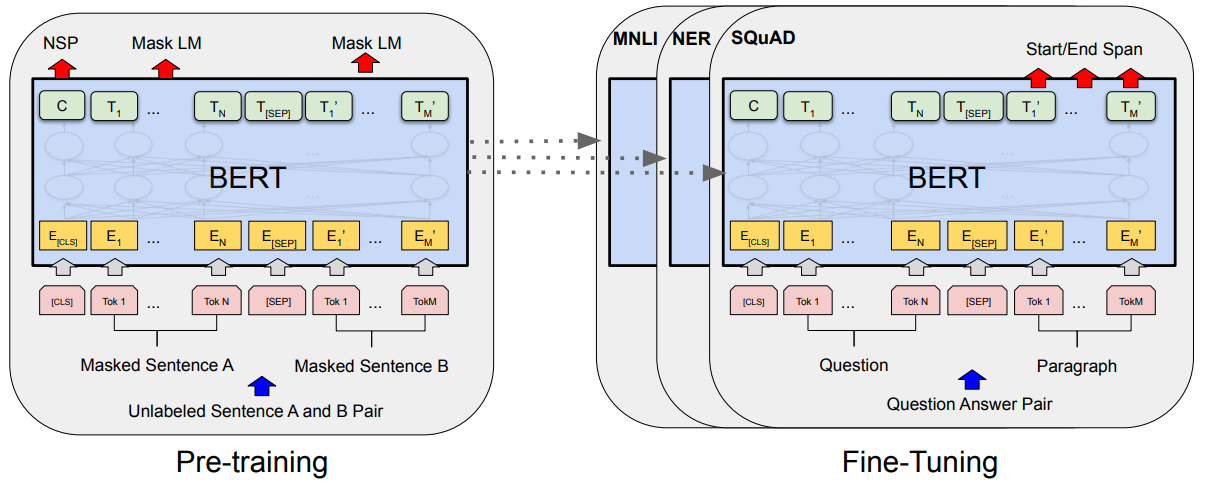 NSP Mask LM Mask LM
C T1 ... TN T[SEP] T1’ ... TM’
BERT
E[CLS] E1 ... EN E[SEP] E1’ ... EM’
[CLS] Tok 1 ... Tok N [SEP] Tok 1 ... TokM
Masked Sentence A Masked Sentence B
Unlabeled Sentence A and B Pair
Pre-training
MNLI NER SQuAD
Start/End Span
C T1 ... TN T[SEP] T1’ ... TM’
BERT
E[CLS] E1 ... EN E[SEP] E1’ ... EM’
[CLS] Tok 1 ... Tok N [SEP] Tok 1 ... TokM
Question Paragraph
Question Answer Pair
Fine-Tuning